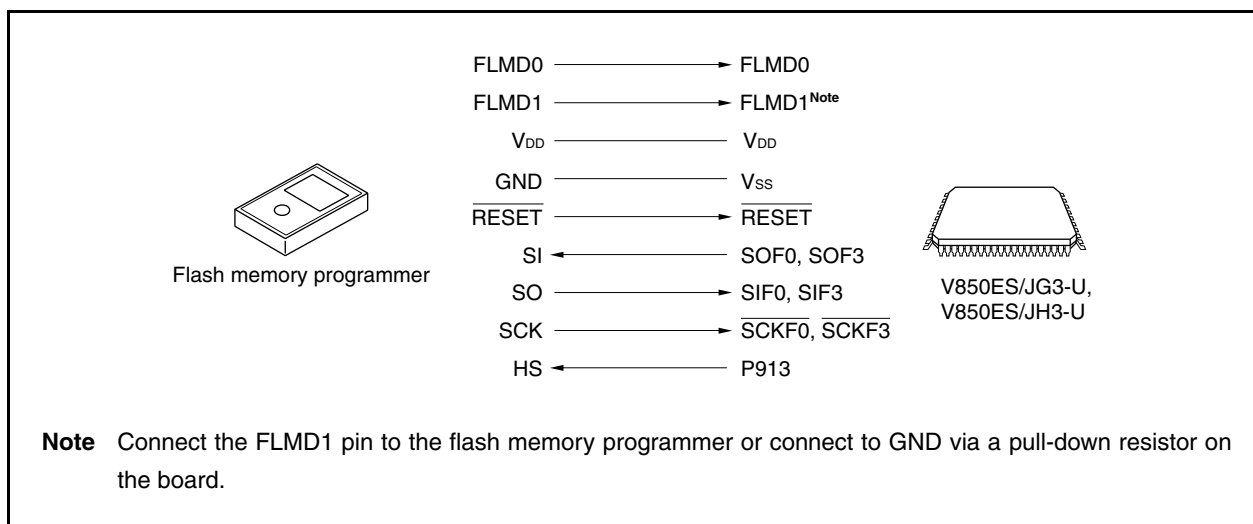 FLMD0 FLMD0
FLMD1 FLMD1Note
VDD VDD
GND VSS
RESET RESET
SI SOF0, SOF3
SO SIF0, SIF3
SCK SCKF0, SCKF3
HS P913
Flash memory programmer
V850ES/JG3-U,
V850ES/JH3-U
Note Connect the FLMD1 pin to the flash memory programmer or connect to GND via a pull-down resistor on
the board.